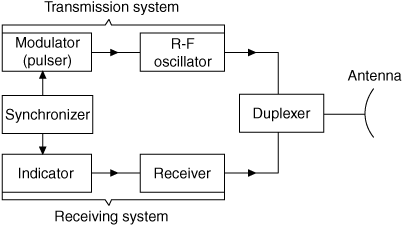 Transmission system
Modulator
(pulser)
R-F
oscillator
Antenna
Synchronizer
Duplexer
Indicator
Receiver
Receiving system